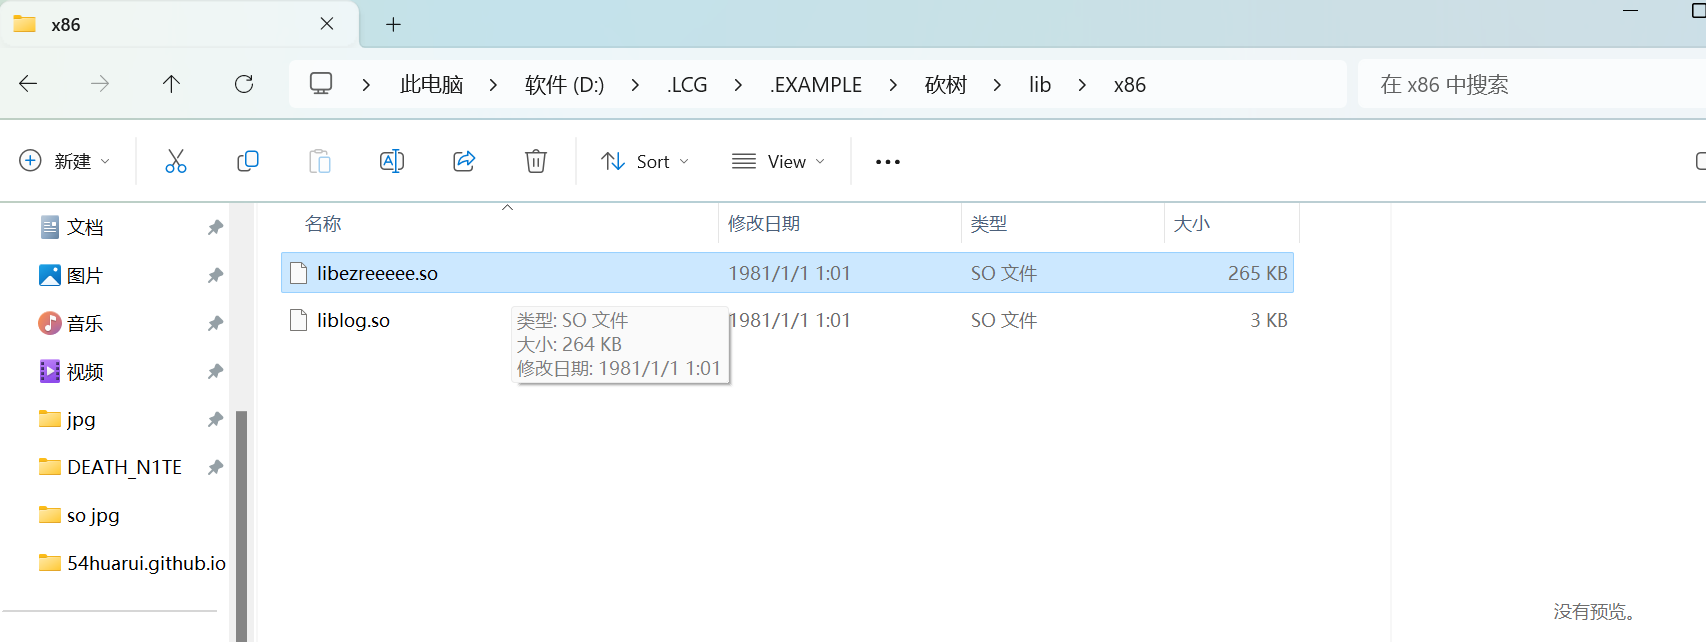 x86
此电脑 软件 (D:) .LCG .EXAMPLE 砍树 lib x86 在 x86 中搜索
新建 Sort View
文档
图片
音乐
视频
jpg
DEATH_N1TE
so jpg
54huarui.github.io
名称 修改日期 类型 大小
libezreeeee.so 1981/1/1 1:01 SO 文件 265 KB
liblog.so 1981/1/1 1:01 SO 文件 3 KB
类型: SO 文件
大小: 264 KB
修改日期: 1981/1/1 1:01
没有预览。